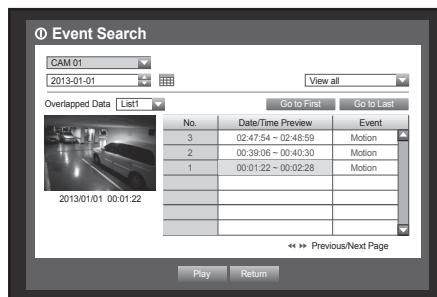 Event Search
CAM 01
2013-01-01
View all
Overlapped Data List1
Go to First Go to Last
No. Date/Time Preview Event
3 02:47:54 ~ 02:48:59 Motion
2 00:39:06 ~ 00:40:30 Motion
1 00:01:22 ~ 00:02:28 Motion
2013/01/01 00:01:22
Previous/Next Page
Play Return